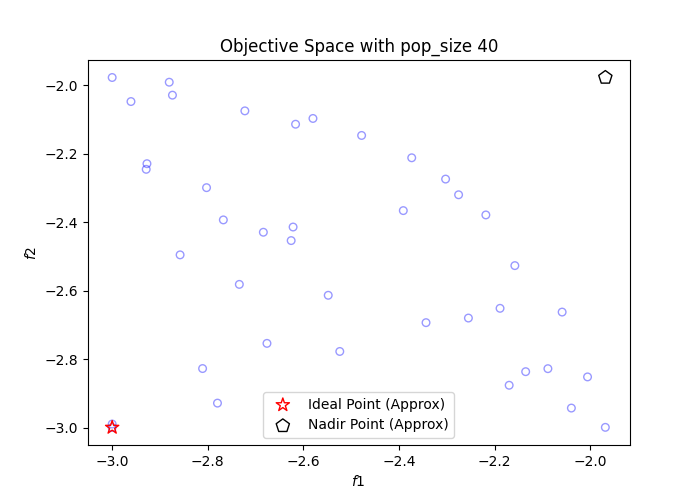 Objective Space with pop_size 40
−2.0
−2.2
−2.4
−2.6
−2.8
−3.0
f2
Ideal Point (Approx)
Nadir Point (Approx)
−3.0 −2.8 −2.6 −2.4 −2.2 −2.0
f1